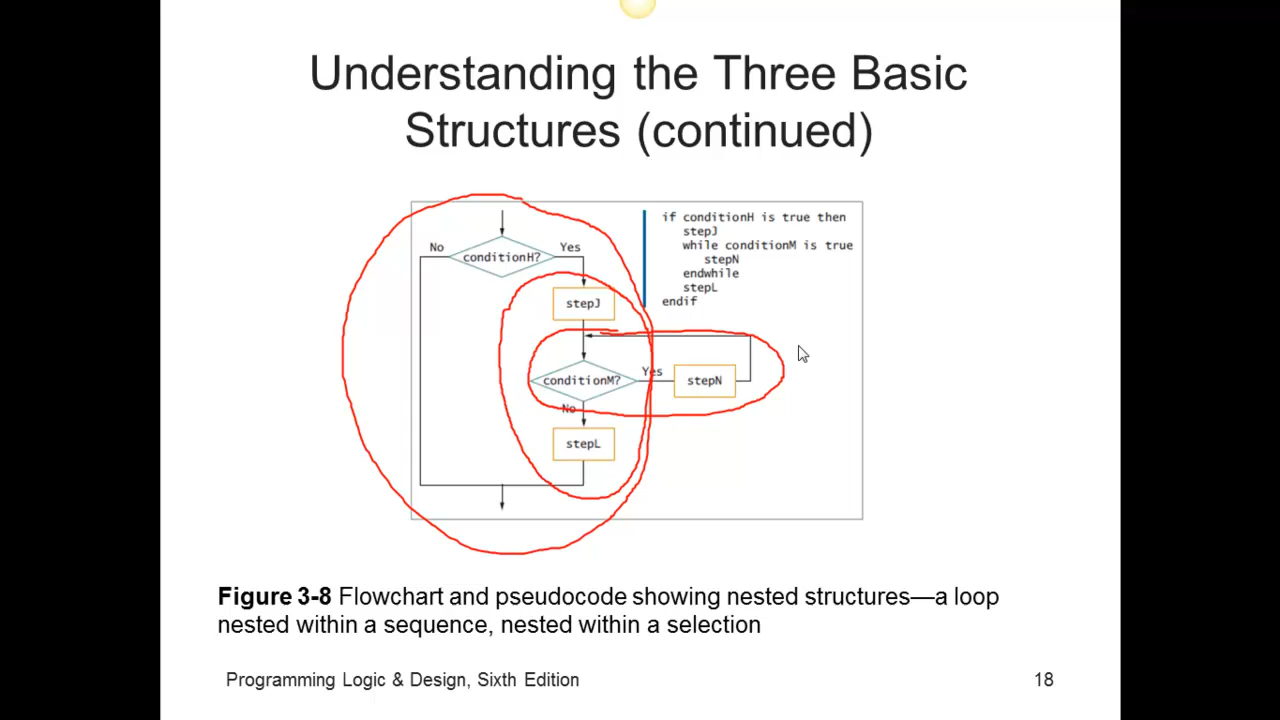 Understanding the Three Basic
Structures (continued)
No
conditionH?
Yes
stepJ
conditionM?
Yes
stepN
No
stepL
if conditionH is true then
stepJ
while conditionM is true
stepN
endwhile
stepL
endif
Figure 3-8 Flowchart and pseudocode showing nested structures—a loop
nested within a sequence, nested within a selection
Programming Logic & Design, Sixth Edition
18